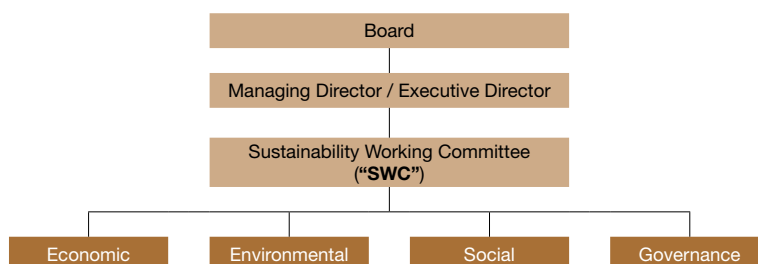 Board
Managing Director / Executive Director
Sustainability Working Committee
(“SWC”)
Economic
Environmental
Social
Governance